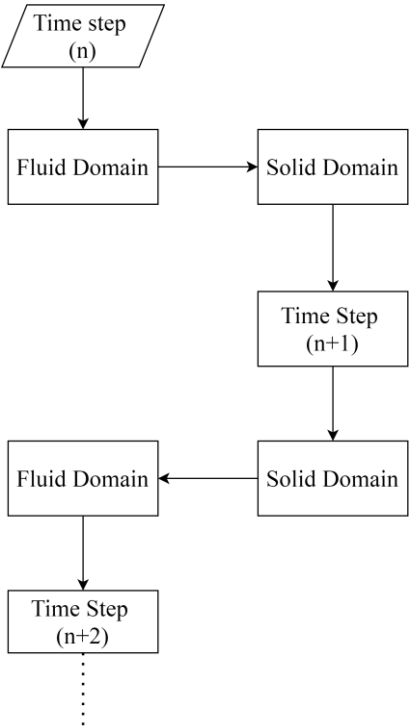 Time step
(n)
Fluid Domain
Solid Domain
Time Step
(n+1)
Solid Domain
Fluid Domain
Time Step
(n+2)